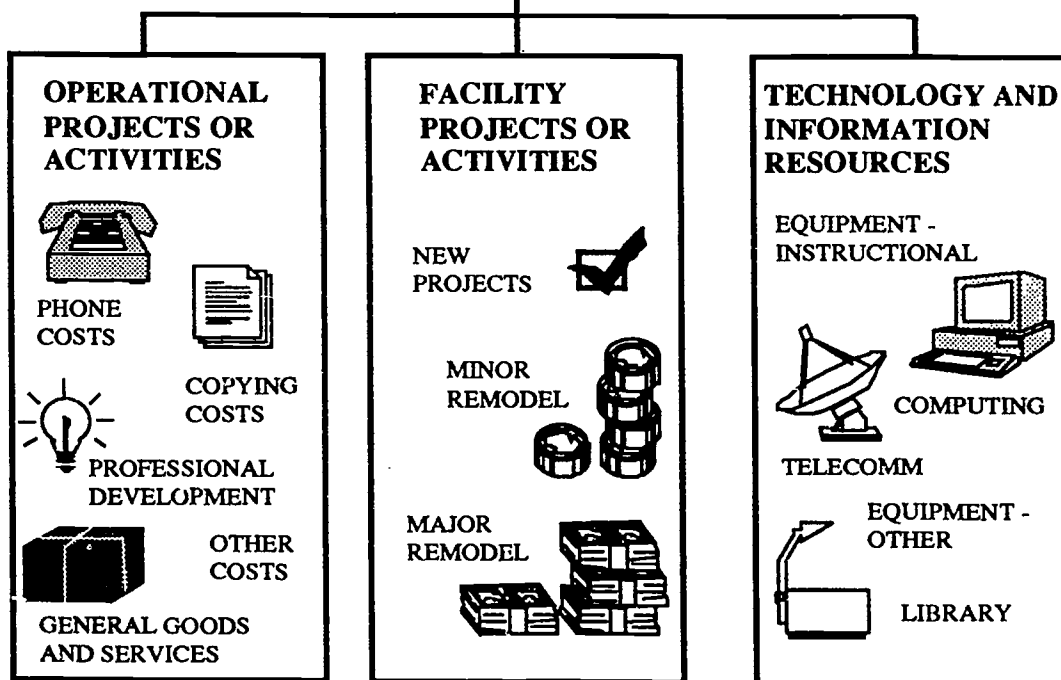 OPERATIONAL
PROJECTS OR
ACTIVITIES
PHONE
COSTS
COPYING
COSTS
PROFESSIONAL
DEVELOPMENT
OTHER
COSTS
GENERAL GOODS
AND SERVICES
FACILITY
PROJECTS OR
ACTIVITIES
NEW
PROJECTS
MINOR
REMODEL
MAJOR
REMODEL
TECHNOLOGY AND
INFORMATION
RESOURCES
EQUIPMENT -
INSTRUCTIONAL
COMPUTING
TELECOMM
EQUIPMENT -
OTHER
LIBRARY